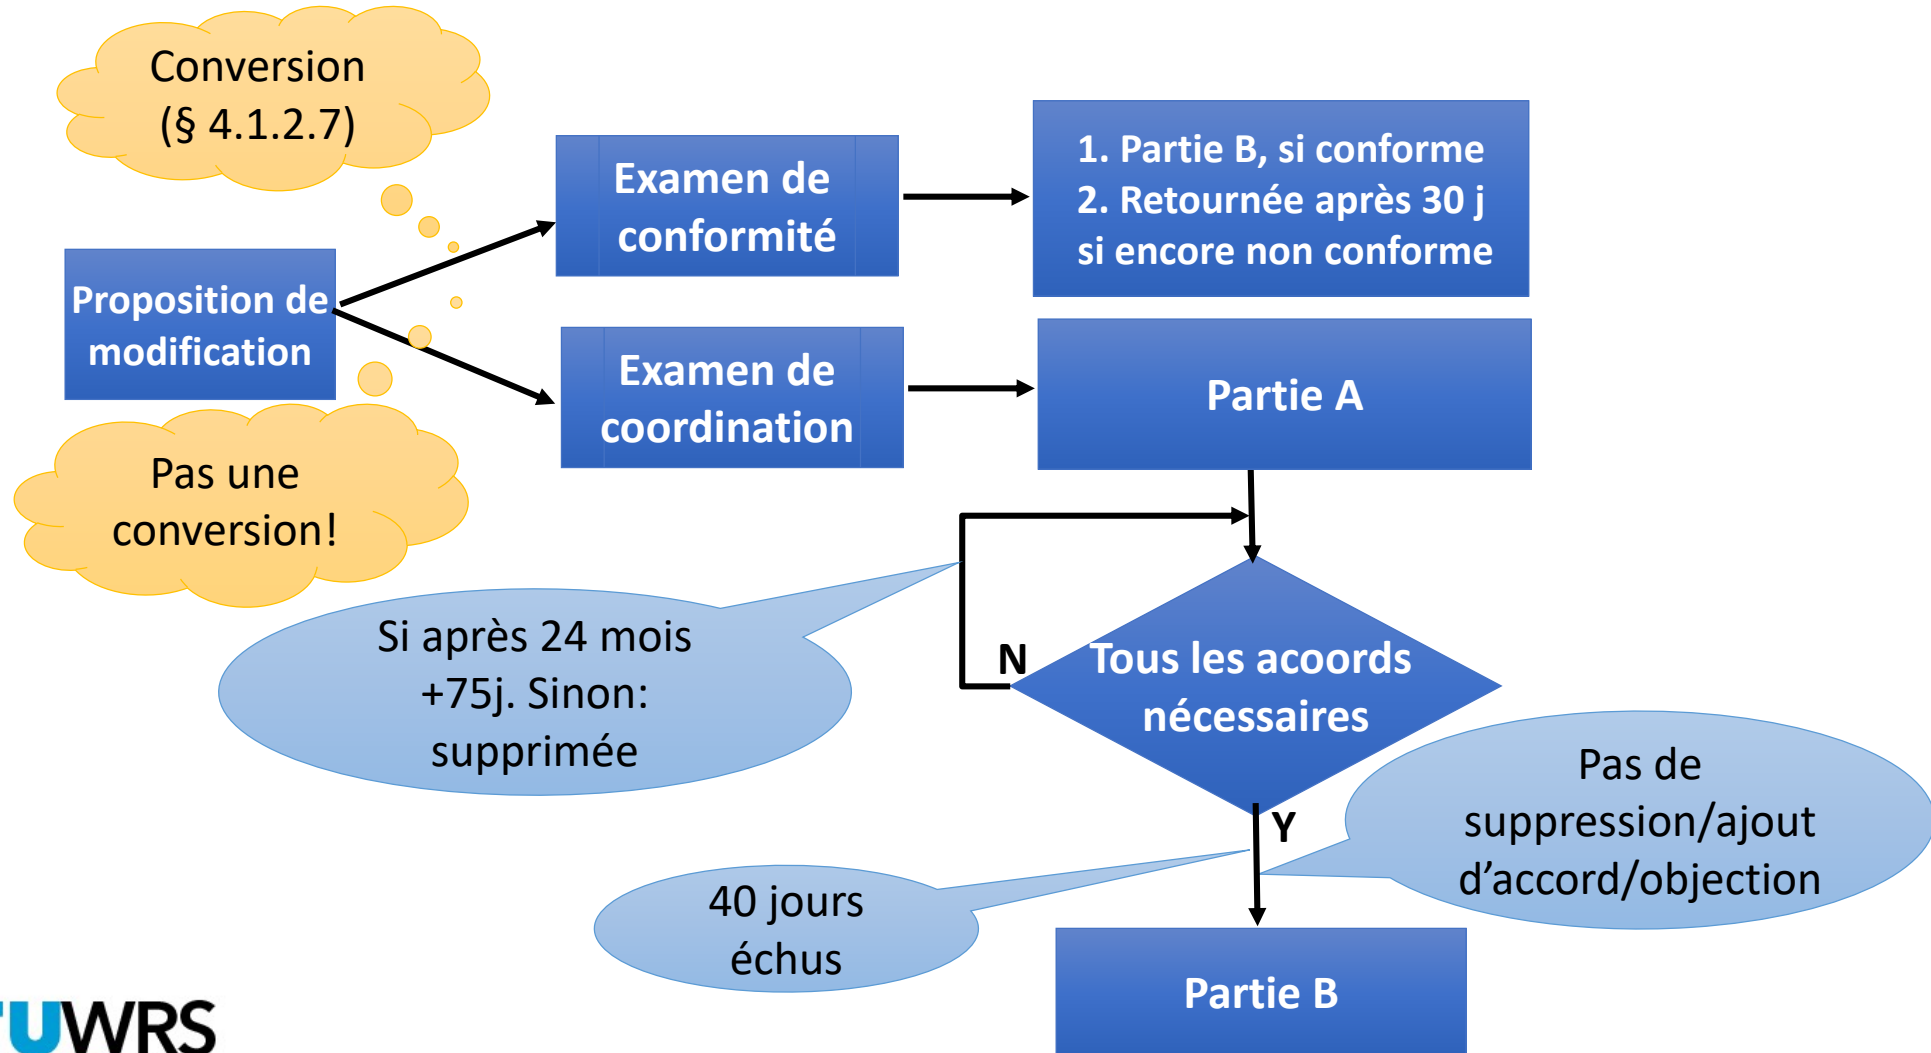 Conversion
(§ 4.1.2.7)
Proposition de
modification
Pas une
conversion!
Examen de
conformité
1. Partie B, si conforme
2. Retournée après 30 j
si encore non conforme
Examen de
coordination
Partie A
Si après 24 mois
+75j. Sinon:
supprimée
N
Tous les acoords
nécessaires
Y
Pas de
suppression/ajout
d’accord/objection
40 jours
échus
Partie B
UWRS